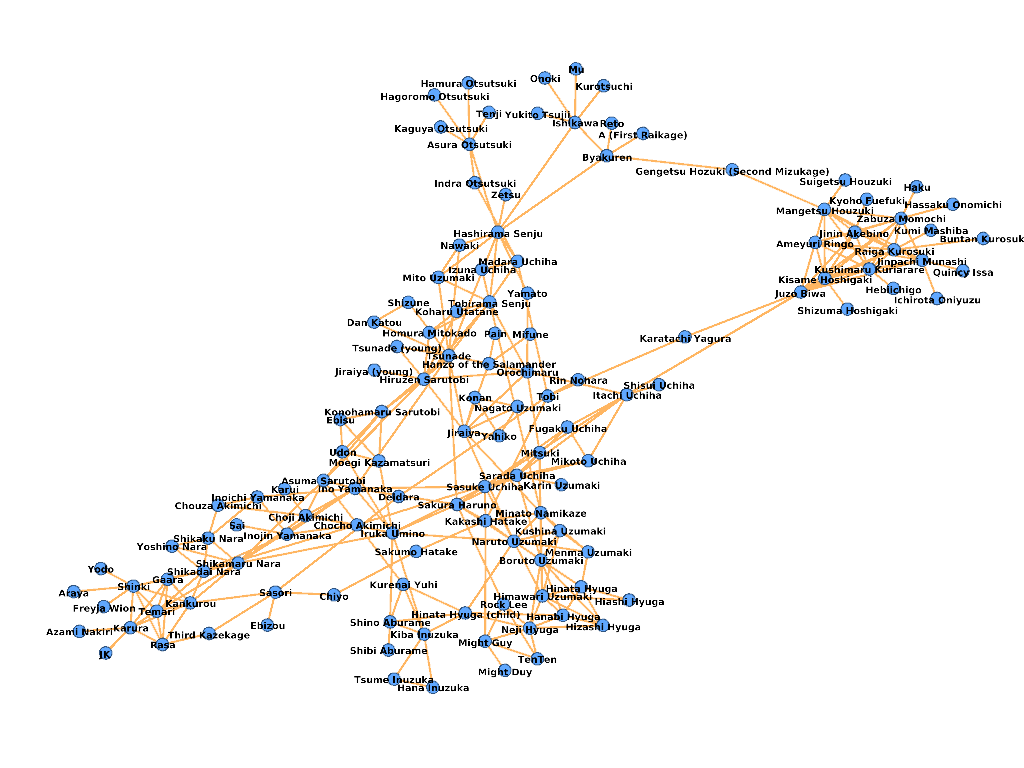 Mu
Onoki
Hamura Otsutsuki
Kurotsuchi
Hagoromo Otsutsuki
Tenji
Yukito Tsujii
Ishikawa
Reto
Kaguya Otsutsuki
A (First Raikage)
Asura Otsutsuki
Byakuren
Gengetsu Hozuki (Second Mizukage)
Suigetsu Houzuki
Indra Otsutsuki
Haku
Zetsu
Kyoho Fuefuki
Hassaku Onomichi
Mangetsu Houzuki
Zabuza Momochi
Kumi Mashiba
Hashirama Senju
Jinin Akebino
Buntan Kurosuk
Nawaki
Ameyuri Ringo
Raiga Kurosuki
Madara Uchiha
Jinpachi Munashi
Izuna Uchiha
Kushimaru Kuriarare
Quincy Issa
Mito Uzumaki
Kisame Hoshigaki
Heblichigo
Yamato
Juzo Biwa
Ichirota Oniyuzu
Shizune
Tobirama Senju
Koharu Utatane
Shizuma Hoshigaki
Dan Katou
Homura Mitokado
Pain
Mifune
Karatachi Yagura
Tsunade (young)
Tsunade
Hanzo of the Salamander
Jiraiya (young)
Orochimaru
Hiruzen Sarutobi
Rin Nohara
Shisui Uchiha
Itachi Uchiha
Konan
Tobi
Nagato Uzumaki
Konohamaru Sarutobi
Ebisu
Fugaku Uchiha
Jiraiya
Yahiko
Udon
Mitsuki
Moegi Kazamatsuri
Mikoto Uchiha
Sarada Uchiha
Asuma Sarutobi
Karui
Ino Yamanaka
Sasuke Uchiha
Karin Uzumaki
Inoichi Yamanaka
Deidara
Chouza Akimichi
Sakura Haruno
Choji Akimichi
Minato Namikaze
Sai
Chocho Akimichi
Kakashi Hatake
Inojin Yamanaka
Iruka Umino
Kushina Uzumaki
Shikaku Nara
Naruto Uzumaki
Yoshino Nara
Sakumo Hatake
Menma Uzumaki
Shikamaru Nara
Boruto Uzumaki
Yodo
Shikadai Nara
Gaara
Shinki
Kurenai Yuhi
Hinata Hyuga
Araya
Sasori
Chiyo
Himawari Uzumaki
Hiashi Hyuga
Freyja Wion
Kankurou
Rock Lee
Temari
Hinata Hyuga (child)
Hanabi Hyuga
Shino Aburame
Ebizou
Hizashi Hyuga
Azami Nakiri
Karura
Third Kazekage
Kiba Inuzuka
Neji Hyuga
Rasa
Might Guy
Shibi Aburame
JK
TenTen
Might Duy
Tsume Inuzuka
Hana Inuzuka